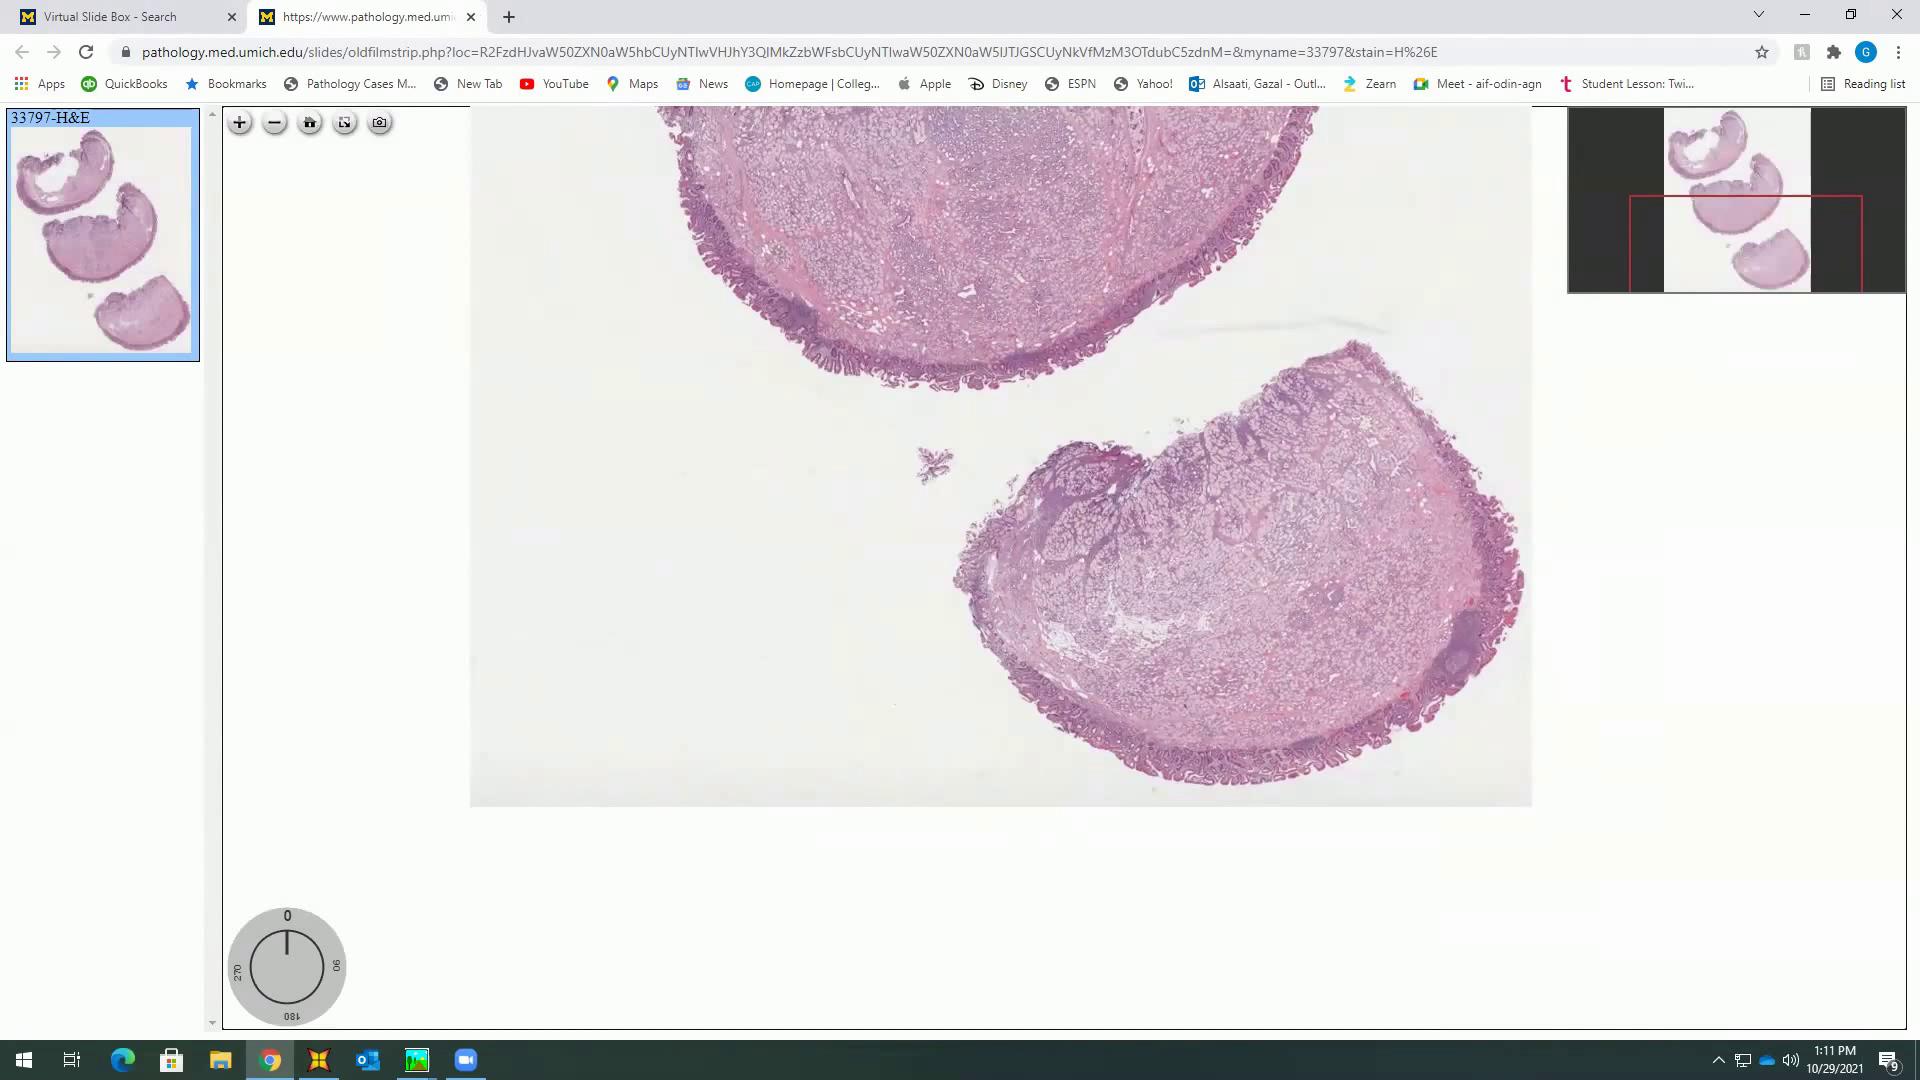 Virtual Slide Box - Search
https://www.pathology.med.umi
pathology.med.umich.edu/slides/oldfilmstrip.php?loc=R2FzdHJvaW50ZXN0aW5hbCUyNTIwVHJhY3QlMkZzbWFsbCUyNTIwaW50ZXN0aW5lJTJGSCUyNkVfMzM3OTdubC5zdnM=&myname=33797&stain=H%26E
G
Apps QuickBooks Bookmarks Pathology Cases M... New Tab YouTube Maps News Homepage | Colleg... Apple Disney ESPN Yahoo! Alsaati, Gazal - Outl... Zearn Meet - aif-odin-agn Student Lesson: Twi... Reading list
33797-H&E
0
270
90
180
1:11 PM
10/29/2021
9